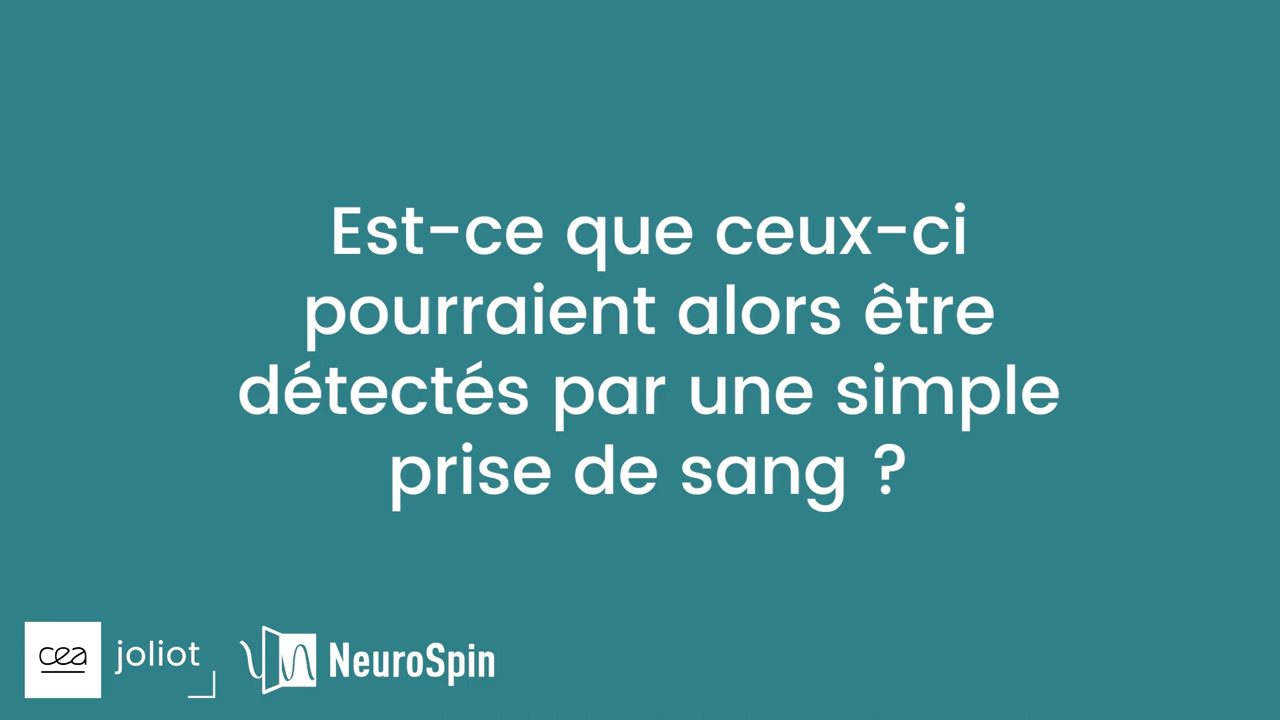 Est-ce que ceux-ci
pourraient alors être
détectés par une simple
prise de sang ?
cea
joliot
NeuroSpin